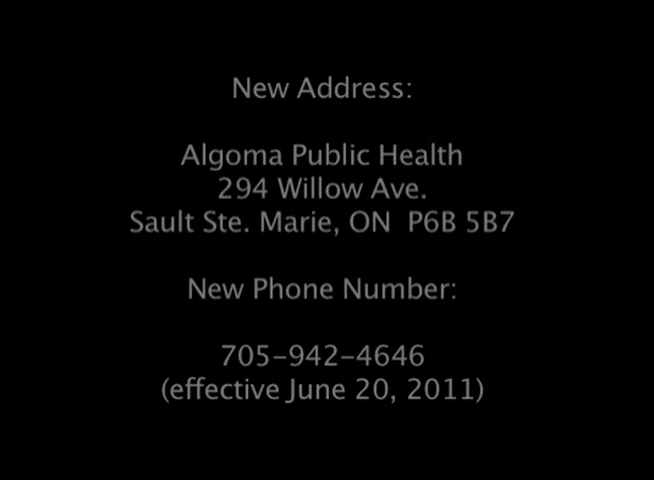 New Address:
Algoma Public Health
294 Willow Ave.
Sault Ste. Marie, ON  P6B 5B7
New Phone Number:
705-942-4646
(effective June 20, 2011)